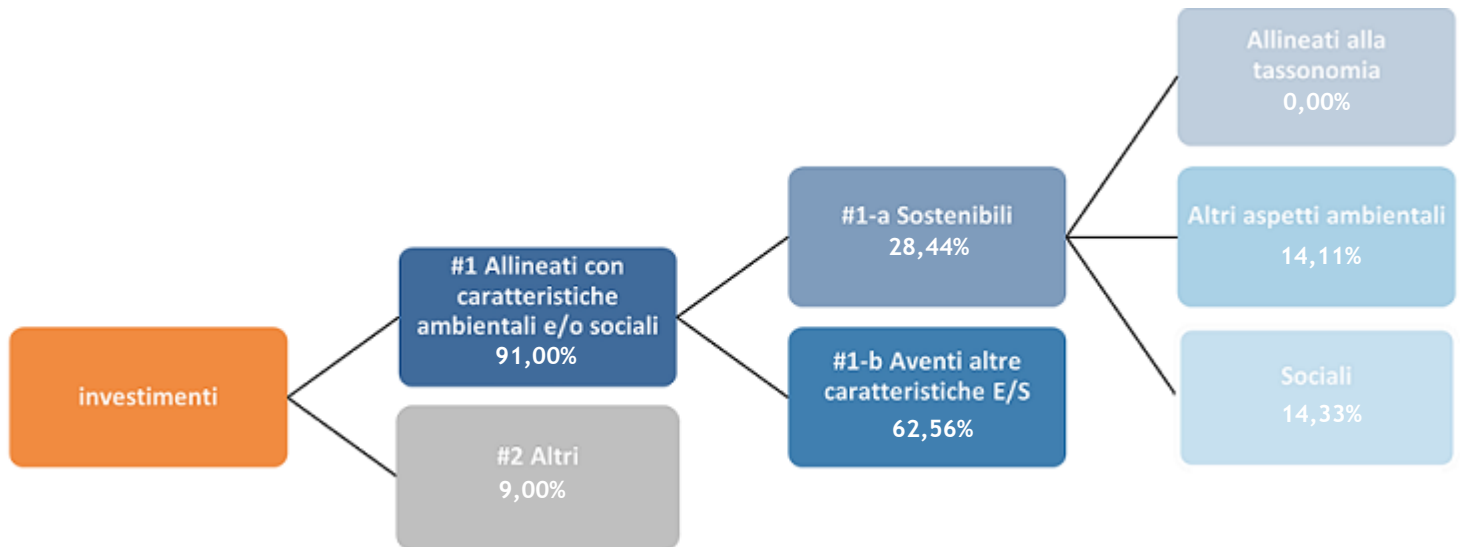 investimenti
#1 Allineati con
caratteristiche
ambientali e/o sociali
91,00%
#2 Altri
9,00%
#1-a Sostenibili
28,44%
#1-b Aventi altre
caratteristiche E/S
62,56%
Allineati alla
tassonomia
0,00%
Altri aspetti ambientali
14,11%
Sociali
14,33%